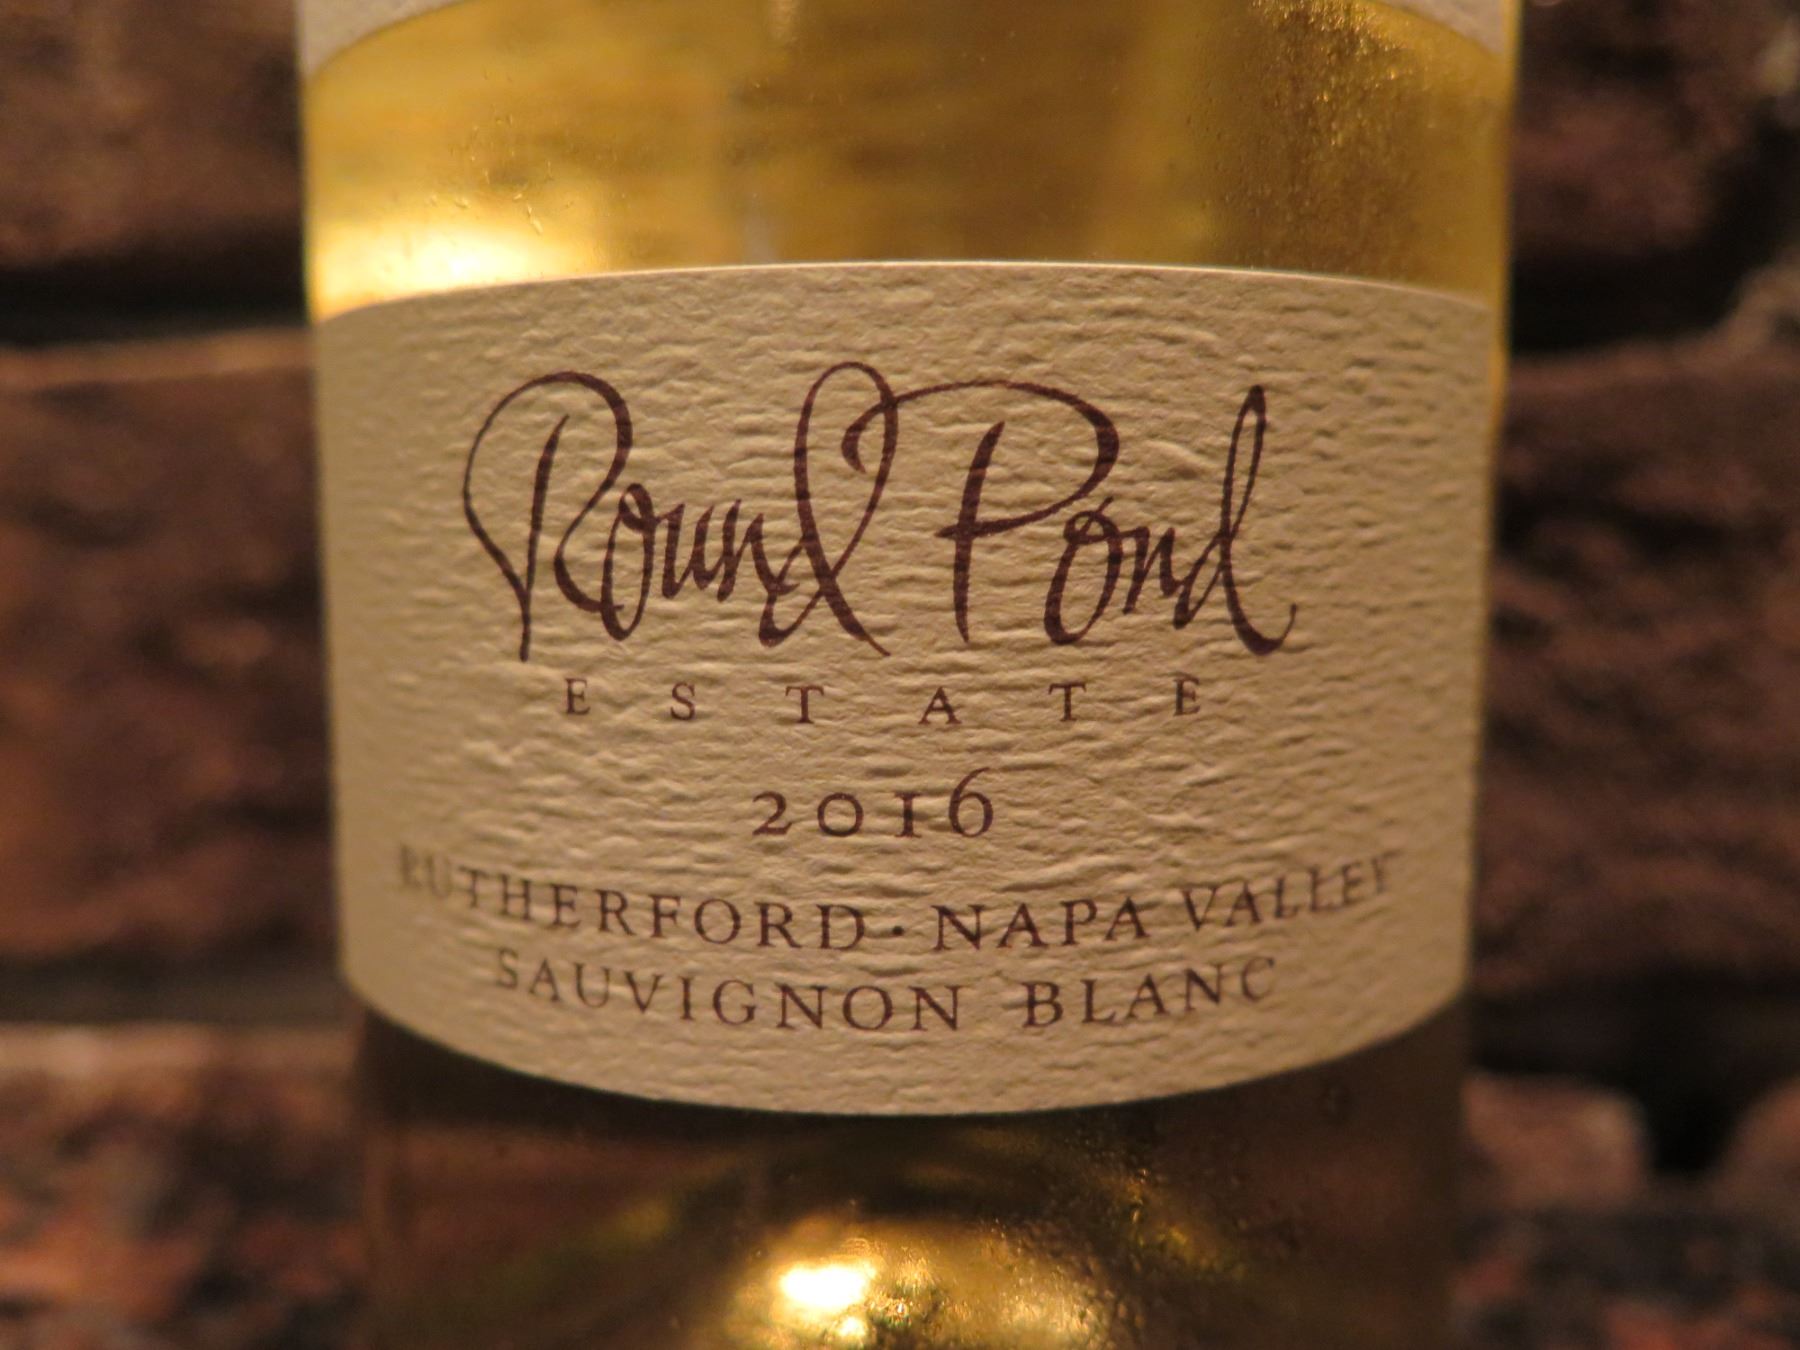 Round Pond
ESTATE
2016
RUTHERFORD · NAPA VALLEY
SAUVIGNON BLANC